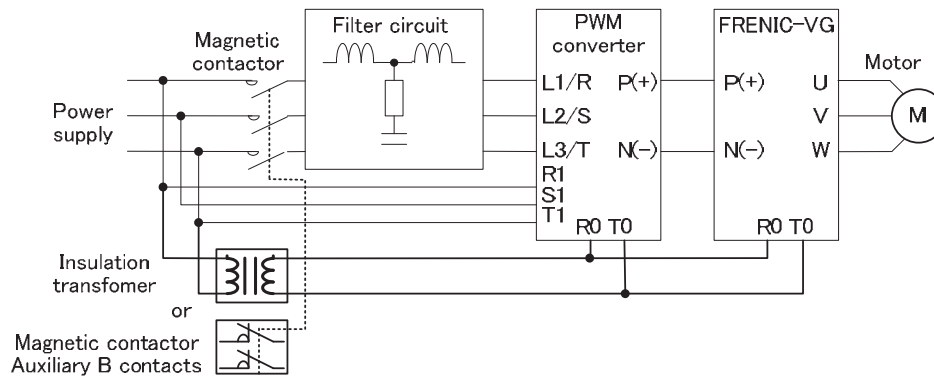 Filter circuit
PWM
converter
FRENIC-VG
Magnetic
contactor
Motor
L1/R P(+) P(+) U
Power
supply
L2/S V M
L3/T N(-) N(-) W
R1
S1
T1
R0 T0 R0 T0
Insulation
transfomer
or
Magnetic contactor
Auxiliary B contacts